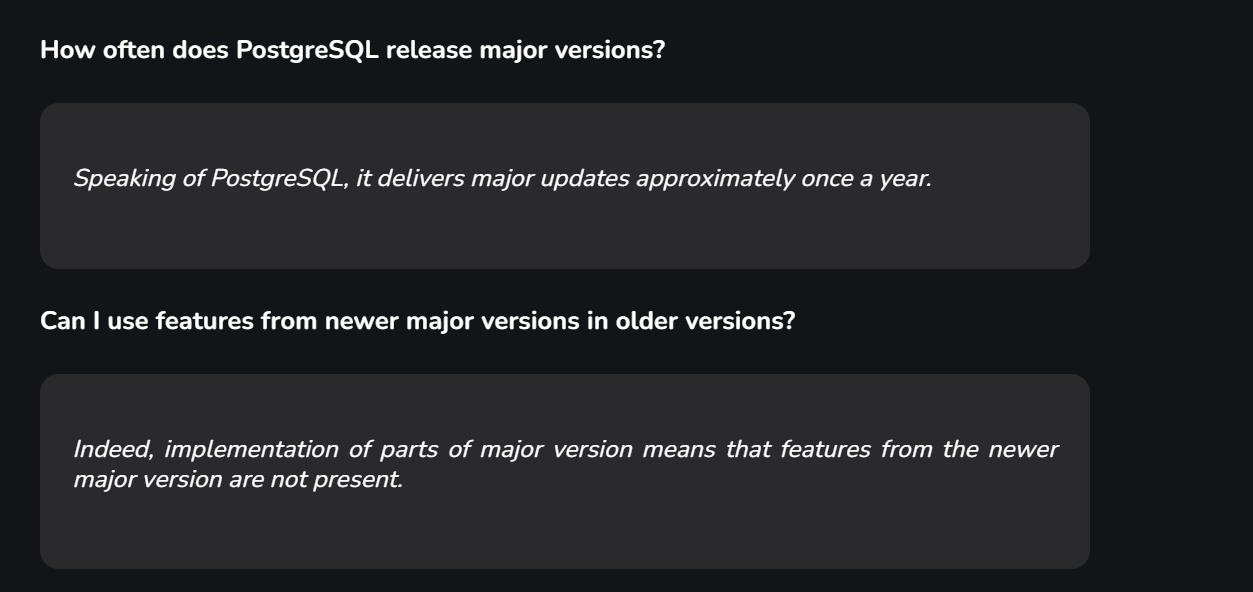 How often does PostgreSQL release major versions?
Speaking of PostgreSQL, it delivers major updates approximately once a year.
Can I use features from newer major versions in older versions?
Indeed, implementation of parts of major version means that features from the newer
major version are not present.